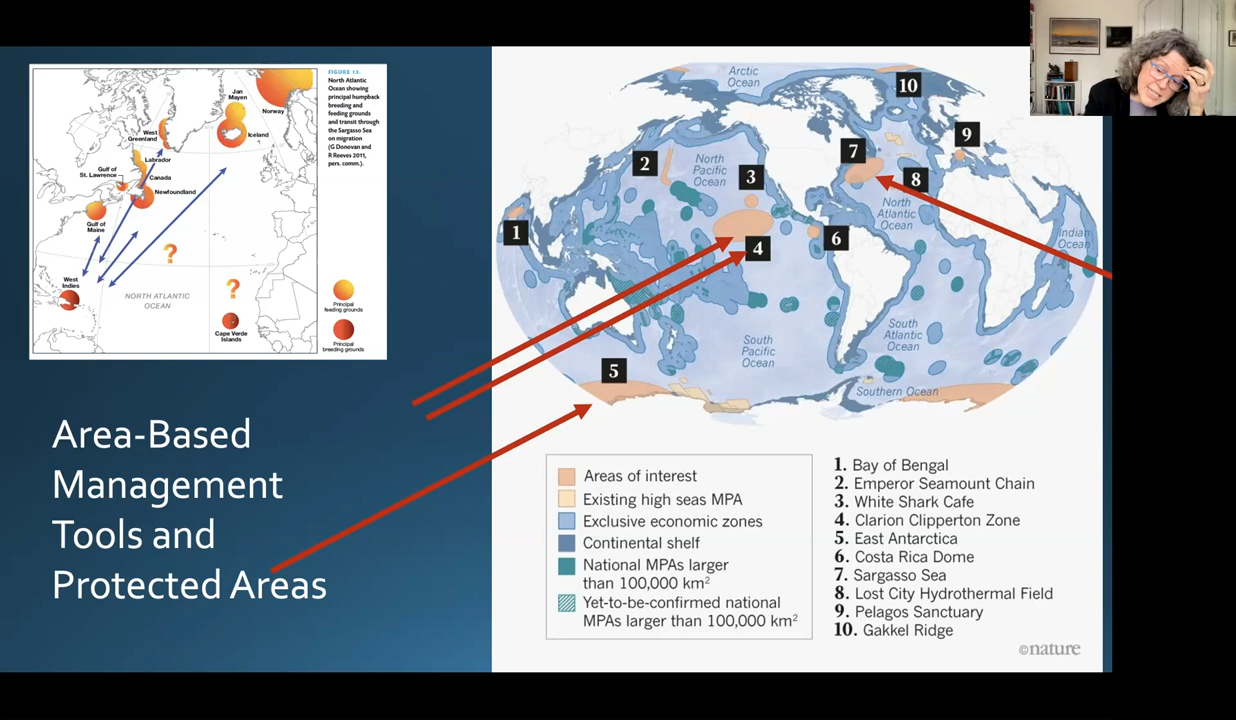 FIGURE 13.
North Atlantic
Ocean showing
principal humpback
breeding and
feeding grounds
and transit through
the Sargasso Sea
on migration
(G Donovan and
R Reeves 2011,
pers. comm.).
Jan
Mayen
Norway
Iceland
West
Greenland
Labrador
Gulf of
St. Lawrence
Canada
Newfoundland
Gulf of
Maine
?
West
Indies
?
NORTH ATLANTIC
OCEAN
Cape Verde
Islands
Principal
feeding grounds
Principal
breeding grounds
Area-Based
Management
Tools and
Protected Areas
Arctic
Ocean
10
9
7
2
North
Pacific
Ocean
3
8
North
Atlantic
Ocean
1
6
4
Indian
Ocean
South
Pacific
Ocean
South
Atlantic
Ocean
5
Southern Ocean
Areas of interest
Existing high seas MPA
Exclusive economic zones
Continental shelf
National MPAs larger
than 100,000 km²
Yet-to-be-confirmed national
MPAs larger than 100,000 km²
1. Bay of Bengal
2. Emperor Seamount Chain
3. White Shark Cafe
4. Clarion Clipperton Zone
5. East Antarctica
6. Costa Rica Dome
7. Sargasso Sea
8. Lost City Hydrothermal Field
9. Pelagos Sanctuary
10. Gakkel Ridge
©nature